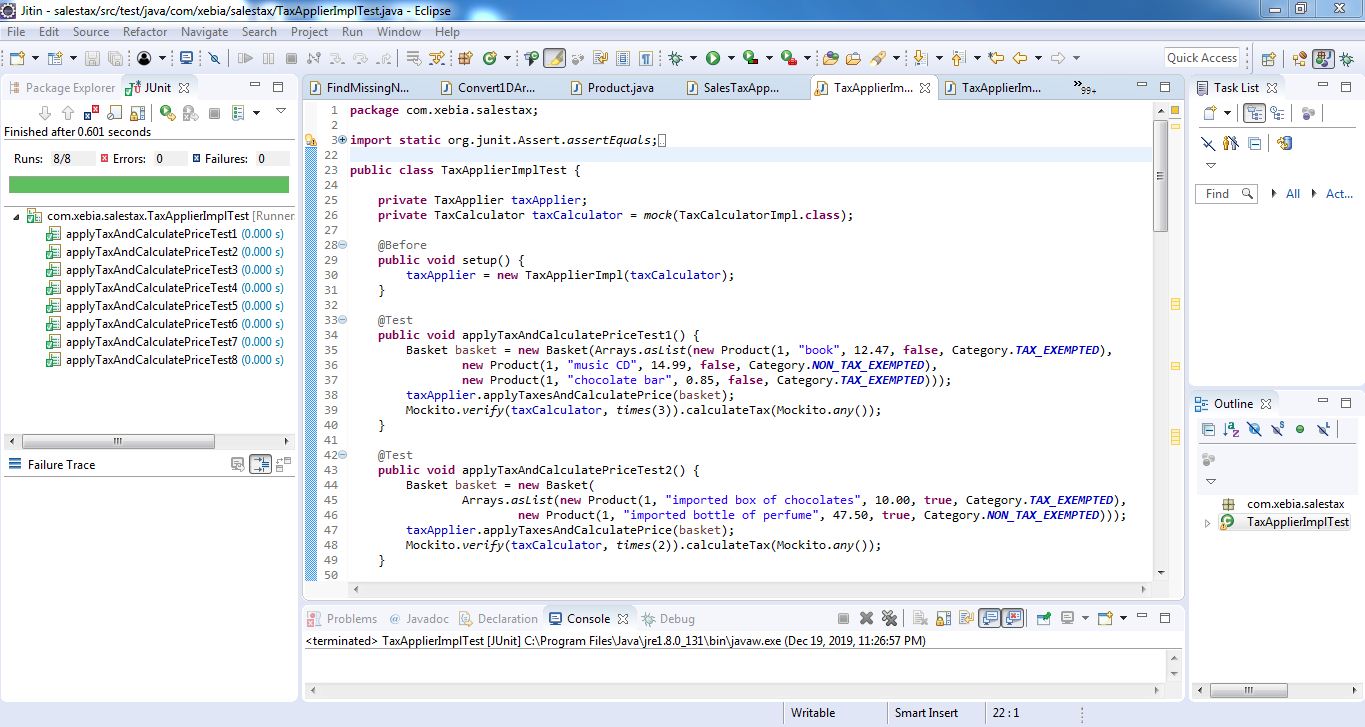 Jitin - salestax/src/test/java/com/xebia/salestax/TaxApplierImplTest.java - Eclipse
File Edit Source Refactor Navigate Search Project Run Window Help
Quick Access
Package Explorer JUnit
Finished after 0.601 seconds
Runs: 8/8 Errors: 0 Failures: 0
com.xebia.salestax.TaxApplierImplTest [Runner
applyTaxAndCalculatePriceTest1 (0.000 s)
applyTaxAndCalculatePriceTest2 (0.000 s)
applyTaxAndCalculatePriceTest3 (0.000 s)
applyTaxAndCalculatePriceTest4 (0.000 s)
applyTaxAndCalculatePriceTest5 (0.000 s)
applyTaxAndCalculatePriceTest6 (0.000 s)
applyTaxAndCalculatePriceTest7 (0.000 s)
applyTaxAndCalculatePriceTest8 (0.000 s)
Failure Trace
FindMissingN... Convert1DAr... Product.java SalesTaxApp... TaxApplierIm... TaxApplierIm... »99+
1 package com.xebia.salestax;
2
3 import static org.junit.Assert.assertEquals;
22
23 public class TaxApplierImplTest {
24
25 private TaxApplier taxApplier;
26 private TaxCalculator taxCalculator = mock(TaxCalculatorImpl.class);
27
28 @Before
29 public void setup() {
30 taxApplier = new TaxApplierImpl(taxCalculator);
31 }
32
33 @Test
34 public void applyTaxAndCalculatePriceTest1() {
35 Basket basket = new Basket(Arrays.asList(new Product(1, "book", 12.47, false, Category.TAX_EXEMPTED),
36 new Product(1, "music CD", 14.99, false, Category.NON_TAX_EXEMPTED),
37 new Product(1, "chocolate bar", 0.85, false, Category.TAX_EXEMPTED)));
38 taxApplier.applyTaxesAndCalculatePrice(basket);
39 Mockito.verify(taxCalculator, times(3)).calculateTax(Mockito.any());
40 }
41
42 @Test
43 public void applyTaxAndCalculatePriceTest2() {
44 Basket basket = new Basket(
45 Arrays.asList(new Product(1, "imported box of chocolates", 10.00, true, Category.TAX_EXEMPTED),
46 new Product(1, "imported bottle of perfume", 47.50, true, Category.NON_TAX_EXEMPTED)));
47 taxApplier.applyTaxesAndCalculatePrice(basket);
48 Mockito.verify(taxCalculator, times(2)).calculateTax(Mockito.any());
49 }
50
Problems @ Javadoc Declaration Console Debug
<terminated> TaxApplierImplTest [JUnit] C:\Program Files\Java\jre1.8.0_131\bin\javaw.exe (Dec 19, 2019, 11:26:57 PM)
Task List
Find All Act...
Outline
com.xebia.salestax
TaxApplierImplTest
Writable Smart Insert 22 : 1